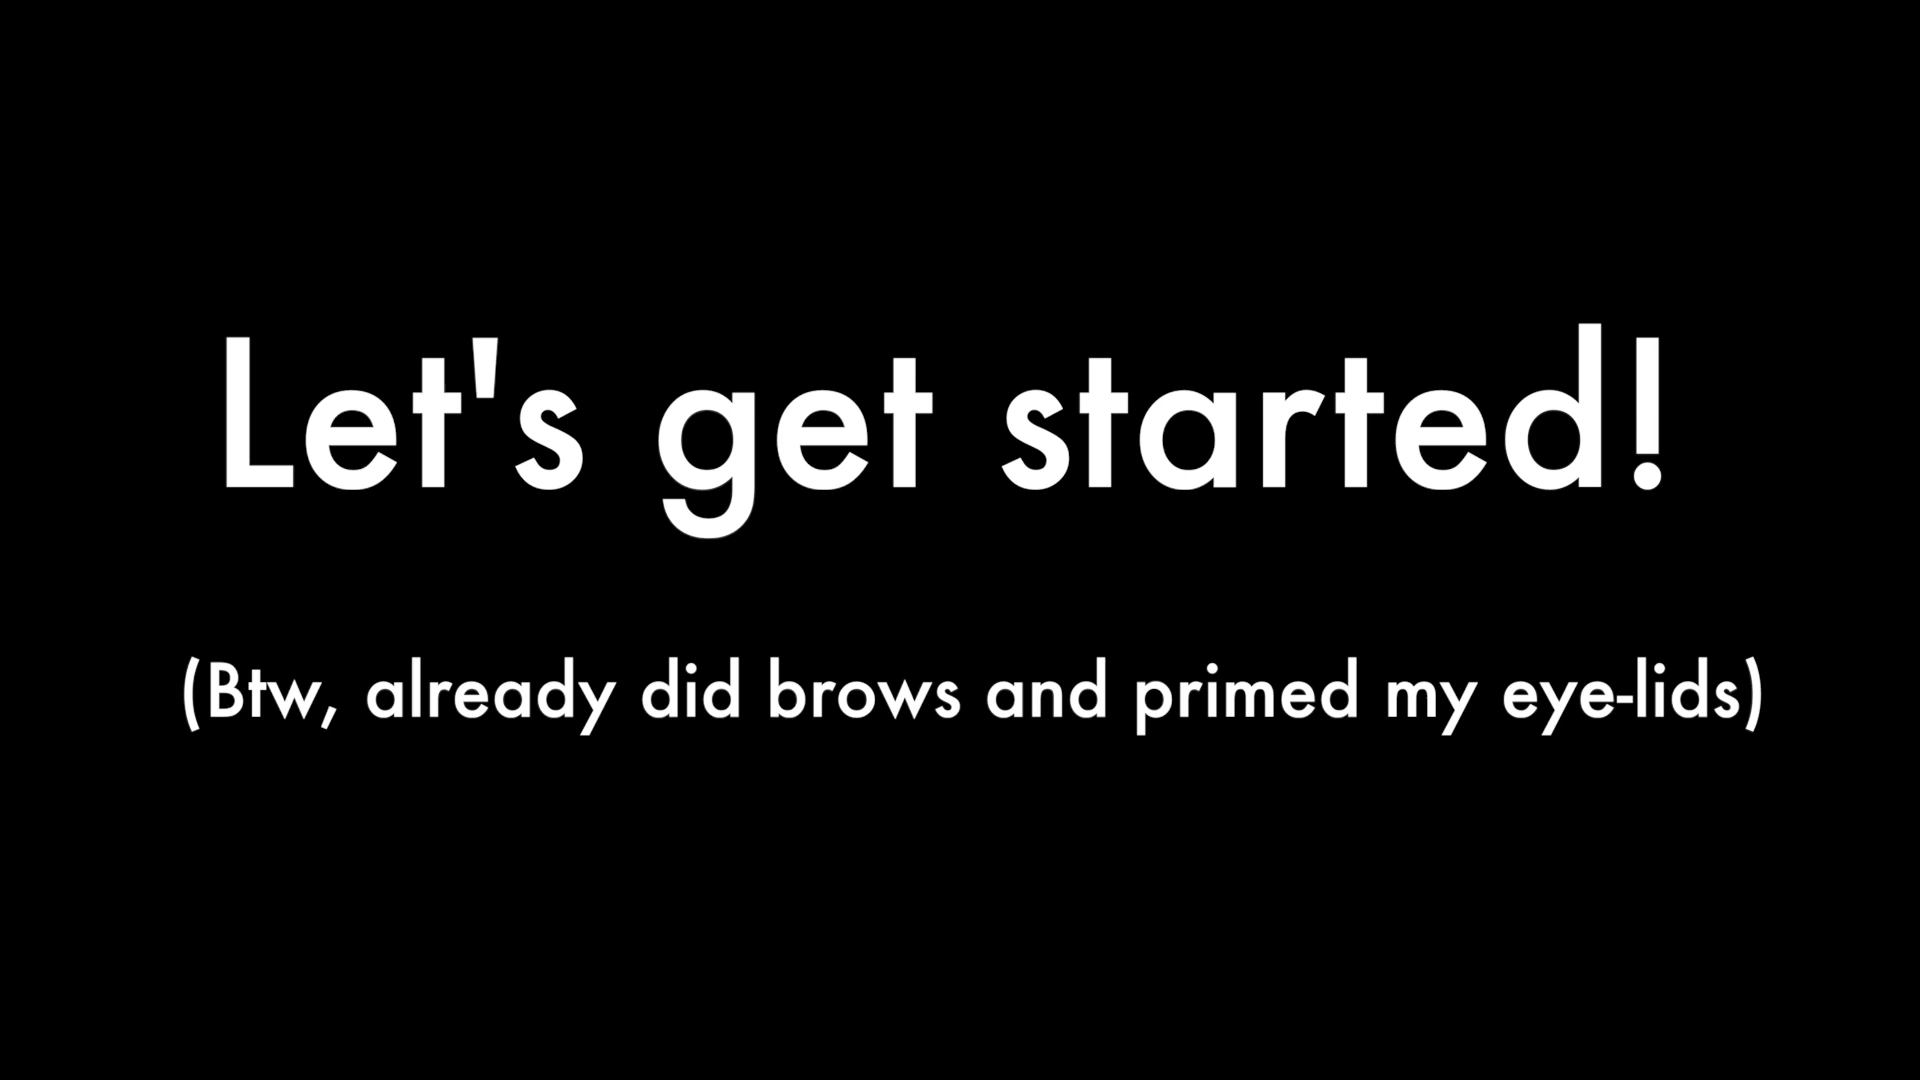 Let's get started!
(Btw, already did brows and primed my eye-lids)